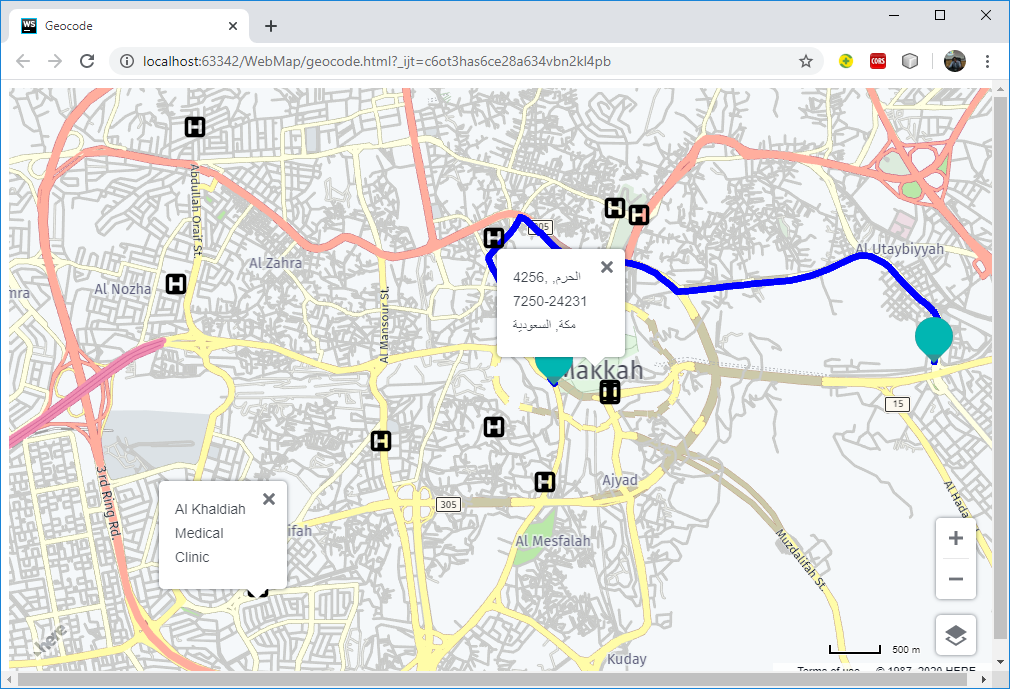 WS Geocode
localhost:63342/WebMap/geocode.html?_ijt=c6ot3has6ce28a634vbn2kl4pb
CORS
H
Abdullah Oraif St.
H
H
H
305
Al Utaybiyyah
Al Zahra
H
Al Nozha
mra
الحرم, 4256,
7250-24231
مكة, السعودية
Al Mansour St.
Makkah
15
H
H
3rd Ring Rd.
H
Ajyad
305
Al Hada
Al Khaldiah
Medical
Clinic
ifah
Al Mesfalah
Muzdalifah St.
here
Kuday
500 m
Terms of use © 1987–2020 HERE